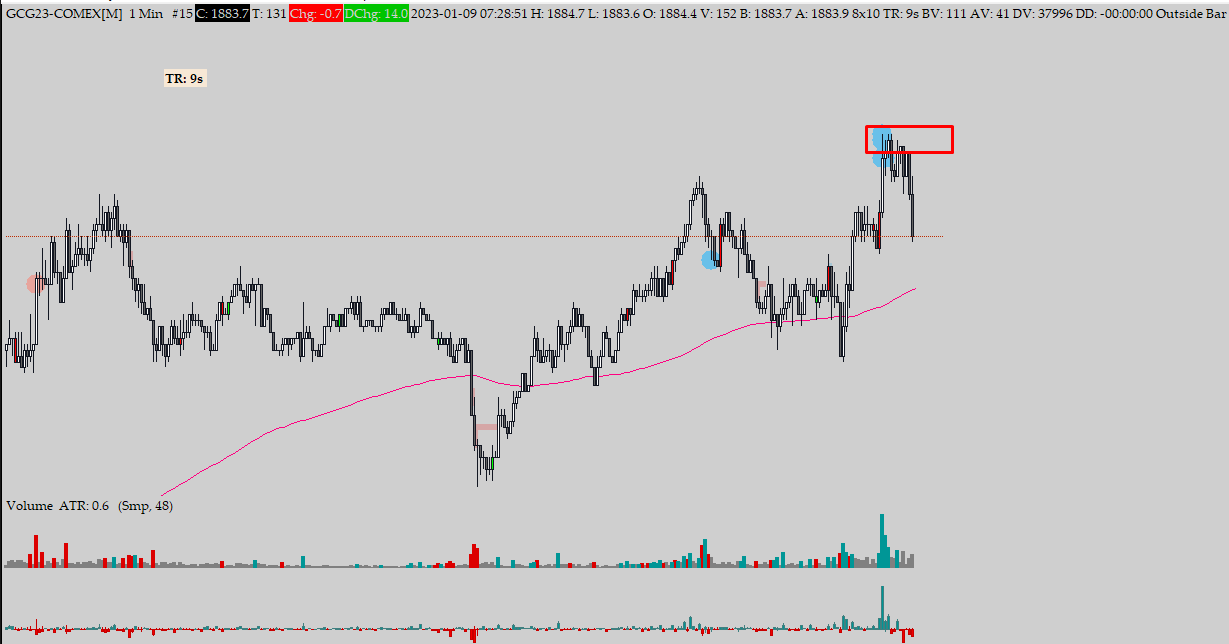 GCG23-COMEX[M] 1 Min #15 C: 1883.7 T: 131 Chg: -0.7 DChg: 14.0 2023-01-09 07:28:51 H: 1884.7 L: 1883.6 O: 1884.4 V: 152 B: 1883.7 A: 1883.9 8x10 TR: 9s BV: 111 AV: 41 DV: 37996 DD: -00:00:00 Outside Bar
TR: 9s
Volume ATR: 0.6 (Smp, 48)